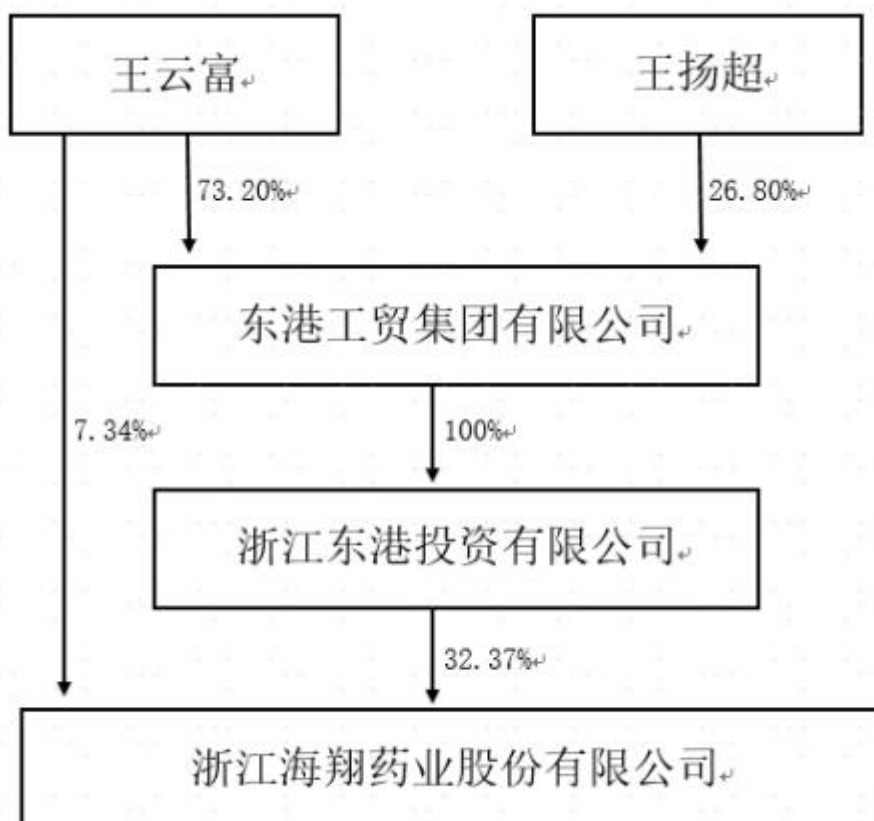 王云富
王扬超
73.20%
26.80%
东港工贸集团有限公司
7.34%
100%
浙江东港投资有限公司
32.37%
浙江海翔药业股份有限公司